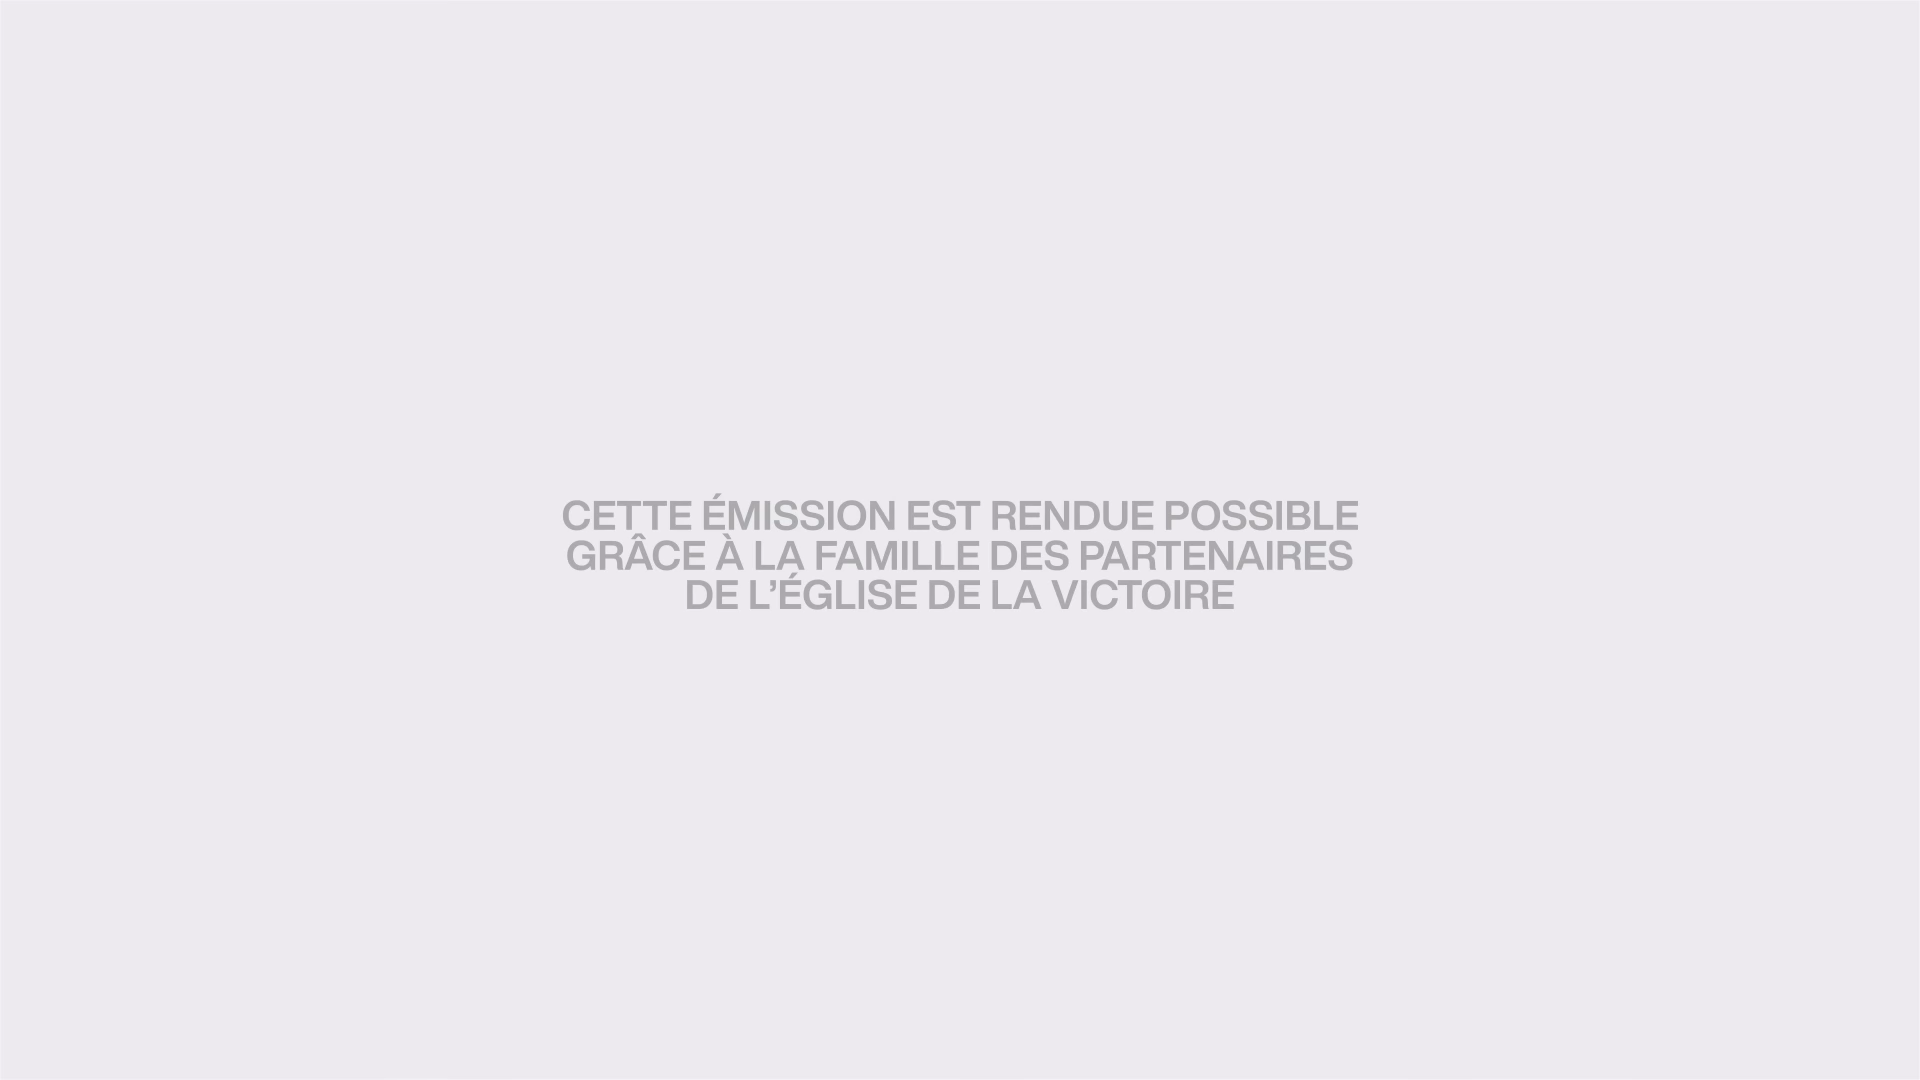 CETTE ÉMISSION EST RENDUE POSSIBLE
GRÂCE À LA FAMILLE DES PARTENAIRES
DE L’ÉGLISE DE LA VICTOIRE